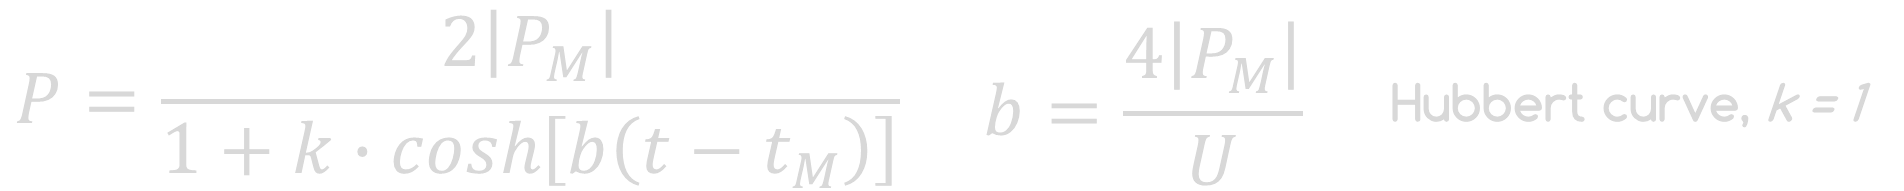 P = 2|P_M| / 1 + k · cosh[b(t − t_M)]
b = 4|P_M| / U
Hubbert curve, k = 1